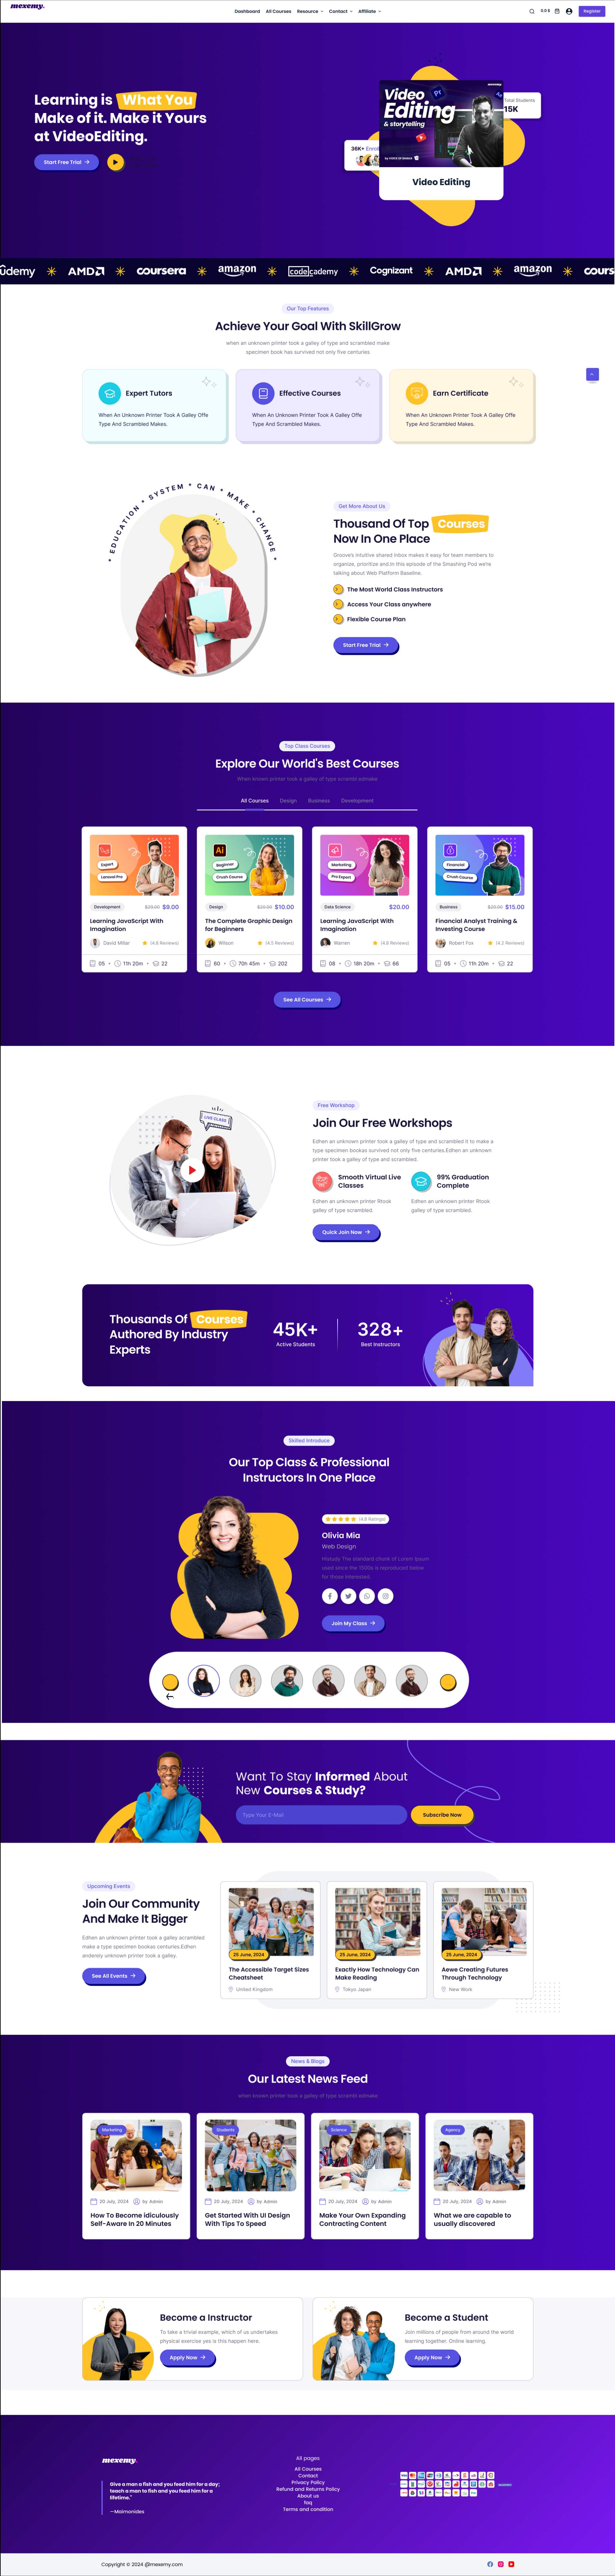 mexemy.
Dashboard All Courses Resource Contact Affiliate
0.0 $
Register
Learning is What You
Make of it. Make it Yours
at VideoEditing.
Start Free Trial
Video
Editing
& storytelling
Pr
Video Editing
Total Students
15K
36K+ Enroll
ûdemy AMD coursera amazon codecademy Cognizant AMD amazon cours
Our Top Features
Achieve Your Goal With SkillGrow
when an unknown printer took a galley of type and scrambled make
specimen book has survived not only five centuries
Expert Tutors
When An Unknown Printer Took A Galley Offe
Type And Scrambled Makes.
Effective Courses
When An Unknown Printer Took A Galley Offe
Type And Scrambled Makes.
Earn Certificate
When An Unknown Printer Took A Galley Offe
Type And Scrambled Makes.
* EDUCATION * SYSTEM * CAN * MAKE * CHANGE *
Get More About Us
Thousand Of Top Courses
Now In One Place
Groove's intuitive shared inbox makes it easy for team members to
organize, prioritize and.In this episode of the Smashing Pod we're
talking about Web Platform Baseline.
The Most World Class Instructors
Access Your Class anywhere
Flexible Course Plan
Start Free Trial
Top Class Courses
Explore Our World's Best Courses
When known printer took a galley of type scrambl edmake
All Courses Design Business Development
Expert
Laravel Pro
Development
$29.00 $9.00
Learning JavaScript With
Imagination
David Millar (4.8 Reviews)
05 11h 20m 22
Ai
Beginner
Crash Course
Design
$29.00 $10.00
The Complete Graphic Design
for Beginners
Wilson (4.5 Reviews)
60 70h 45m 202
Marketing
Pro Expert
Data Science
$20.00
Learning JavaScript With
Imagination
Warren (4.8 Reviews)
08 18h 20m 66
Financial
Crush Course
Business
$15.00
Financial Analyst Training &
Investing Course
Robert Fox (4.2 Reviews)
05 11h 20m 22
See All Courses
LIVE CLASS
Free Workshop
Join Our Free Workshops
Edhen an unknown printer took a galley of type and scrambled it to make a
type specimen bookas survived not only five centuries.Edhen an unknown
printer took a galley of type and scrambled.
Smooth Virtual Live
Classes
Edhen an unknown printer Rtook
galley of type scrambled.
99% Graduation
Complete
Edhen an unknown printer Rtook
galley of type scrambled.
Quick Join Now
Thousands Of Courses
Authored By Industry
Experts
45K+
Active Students
328+
Best Instructors
Skilled Introduce
Our Top Class & Professional
Instructors In One Place
(4.8 Ratings)
Olivia Mia
Web Design
Histudy The standard chunk of Lorem Ipsum
used since the 1500s is reproduced below
for those interested.
Join My Class
Want To Stay Informed About
New Courses & Study?
Type Your E-Mail
Subscribe Now
Upcoming Events
Join Our Community
And Make It Bigger
Edhen an unknown printer took a galley scrambled
make a type specimen bookas centuries.Edhen
anderely unknown printer took a galley.
See All Events
25 June, 2024
The Accessible Target Sizes
Cheatsheet
United Kingdom
25 June, 2024
Exactly How Technology Can
Make Reading
Tokyo Japan
25 June, 2024
Aewe Creating Futures
Through Technology
New Work
News & Blogs
Our Latest News Feed
when known printer took a galley of type scrambl edmake
Marketing
20 July, 2024 by Admin
How To Become idiculously
Self-Aware In 20 Minutes
Students
20 July, 2024 by Admin
Get Started With UI Design
With Tips To Speed
Science
20 July, 2024 by Admin
Make Your Own Expanding
Contracting Content
Agency
20 July, 2024 by Admin
What we are capable to
usually discovered
Become a Instructor
To take a trivial example, which of us undertakes
physical exercise yes is this happen here.
Apply Now
Become a Student
Join millions of people from around the world
learning together. Online learning.
Apply Now
mexemy.
Give a man a fish and you feed him for a day;
teach a man to fish and you feed him for a
lifetime."
—Maimonides
All pages
All Courses
Contact
Privacy Policy
Refund and Returns Policy
About us
faq
Terms and condition
Copyright © 2024 @mexemy.com